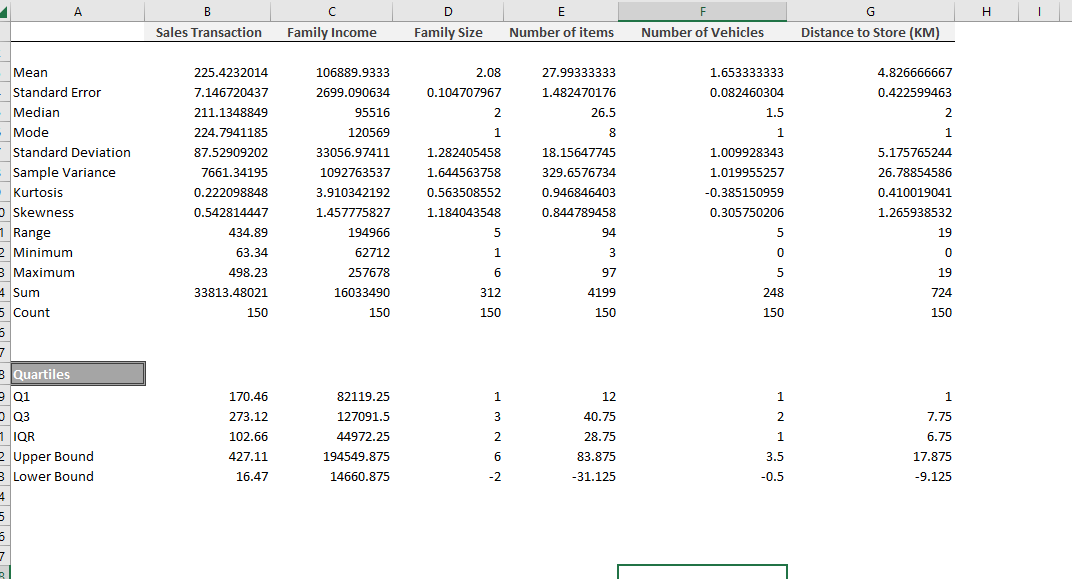 A B C D E F G H I
Sales Transaction Family Income Family Size Number of items Number of Vehicles Distance to Store (KM)
Mean 225.4232014 106889.9333 2.08 27.99333333 1.653333333 4.826666667
Standard Error 7.146720437 2699.090634 0.104707967 1.482470176 0.082460304 0.422599463
Median 211.1348849 95516 2 26.5 1.5 2
Mode 224.7941185 120569 1 8 1 1
Standard Deviation 87.52909202 33056.97411 1.282405458 18.15647745 1.009928343 5.175765244
Sample Variance 7661.34195 1092763537 1.644563758 329.6576734 1.019955257 26.78854586
Kurtosis 0.222098848 3.910342192 0.563508552 0.946846403 -0.385150959 0.410019041
0 Skewness 0.542814447 1.457775827 1.184043548 0.844789458 0.305750206 1.265938532
1 Range 434.89 194966 5 94 5 19
2 Minimum 63.34 62712 1 3 0 0
3 Maximum 498.23 257678 6 97 5 19
4 Sum 33813.48021 16033490 312 4199 248 724
5 Count 150 150 150 150 150 150
6
7
8 Quartiles
9 Q1 170.46 82119.25 1 12 1 1
0 Q3 273.12 127091.5 3 40.75 2 7.75
1 IQR 102.66 44972.25 2 28.75 1 6.75
2 Upper Bound 427.11 194549.875 6 83.875 3.5 17.875
3 Lower Bound 16.47 14660.875 -2 -31.125 -0.5 -9.125
4
5
6
7
8